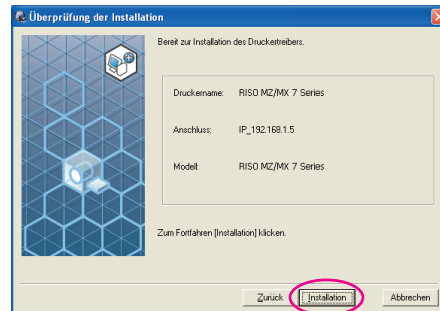 Überprüfung der Installation
Bereit zur Installation des Druckertreibers.
Druckername: RISO MZ/MX 7 Series
Anschluss: IP_192.168.1.5
Modell: RISO MZ/MX 7 Series
Zum Fortfahren [Installation] klicken.
Zurück Installation Abbrechen